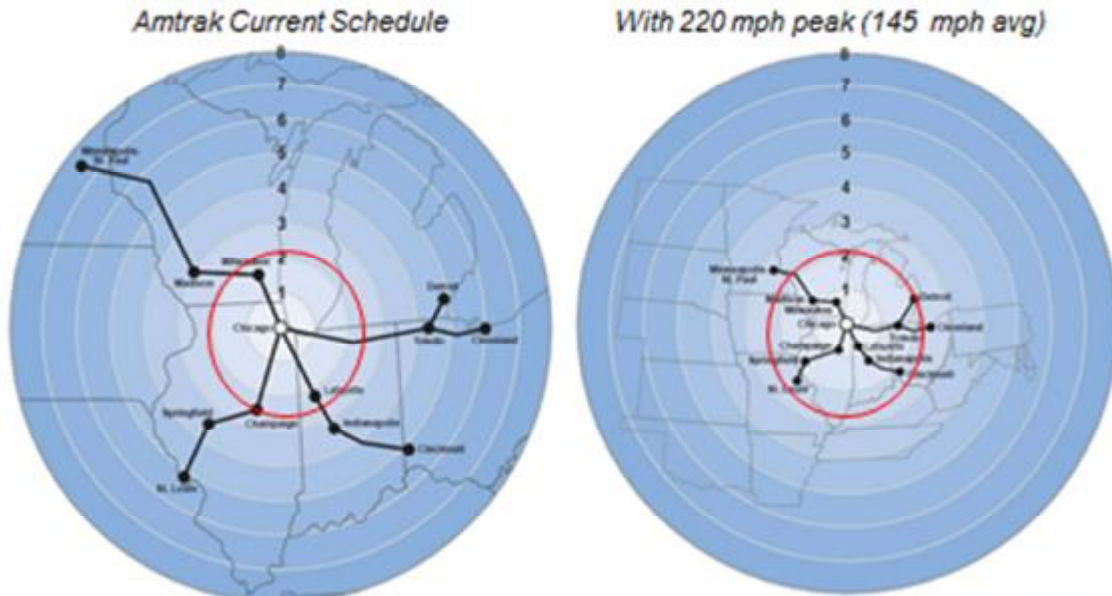 Amtrak Current Schedule
8
7
6
5
4
3
2
1
Minneapolis
St. Paul
Madison
Milwaukee
Chicago
Detroit
Toledo
Cleveland
Lafayette
Springfield
Champaign
Indianapolis
Cincinnati
St. Louis
With 220 mph peak (145 mph avg)
8
7
6
5
4
3
2
1
Minneapolis
St. Paul
Madison
Milwaukee
Detroit
Chicago
Toledo
Cleveland
Champaign
Lafayette
Springfield
Indianapolis
Cincinnati
St. Louis